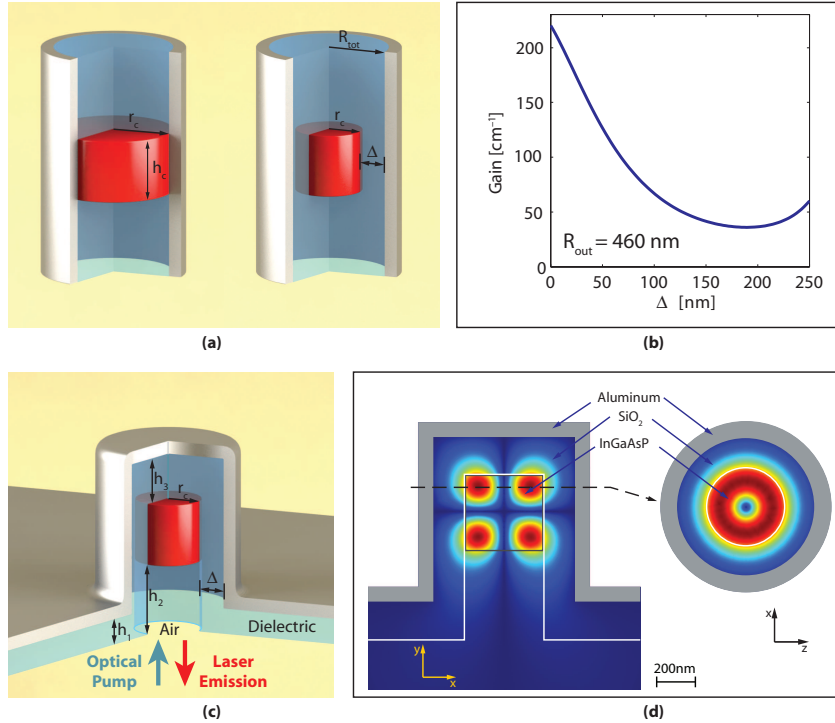 R_tot
r_c
h_c
r_c
Δ
(a)
200
150
100
50
0
Gain [cm⁻¹]
R_out = 460 nm
0 50 100 150 200 250
Δ [nm]
(b)
h_3
r_c
Δ
h_2
h_1
Air
Dielectric
Optical
Pump
Laser
Emission
(c)
Aluminum
SiO₂
InGaAsP
y
x
x
z
200nm
(d)